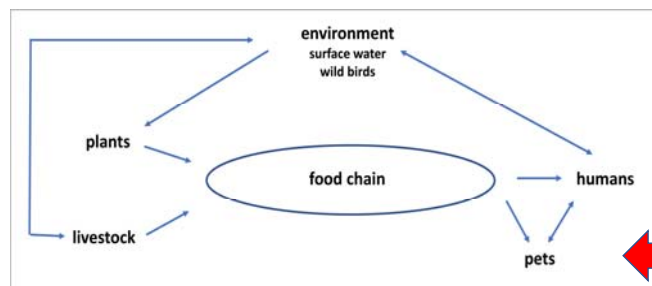 environment
surface water
wild birds
plants
food chain
humans
livestock
pets